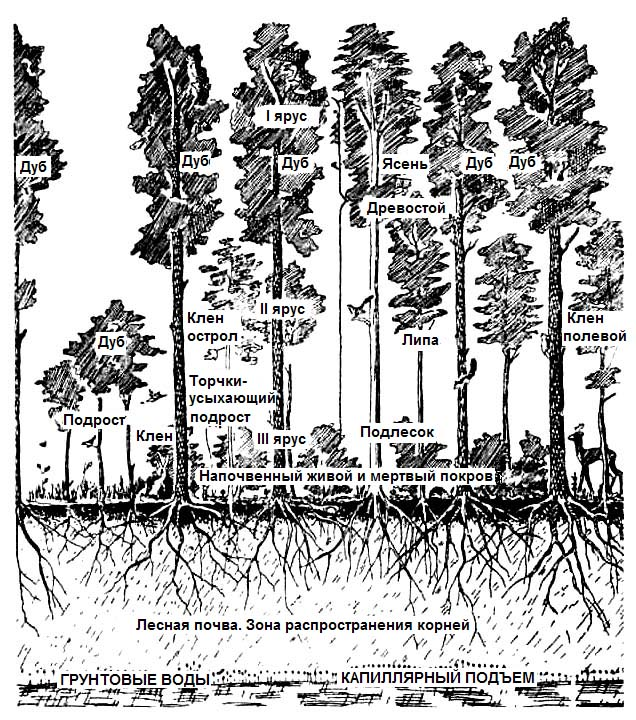 I ярус
Дуб
Дуб
Дуб
Ясень
Дуб
Дуб
Древостой
II ярус
Клен
острол
Клен
полевой
Дуб
Липа
Торчки-
усыхающий
подрост
Подрост
Клен
III ярус
Подлесок
Напочвенный живой и мертвый покров
Лесная почва. Зона распространения корней
ГРУНТОВЫЕ ВОДЫ
КАПИЛЛЯРНЫЙ ПОДЪЕМ